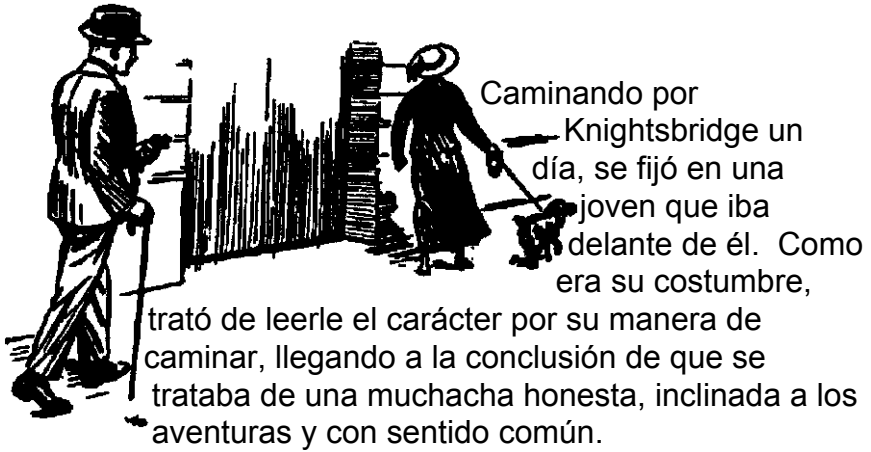 Caminando por
Knightsbridge un
día, se fijó en una
joven que iba
delante de él.  Como
era su costumbre,
trató de leerle el carácter por su manera de
caminar, llegando a la conclusión de que se
trataba de una muchacha honesta, inclinada a los
aventuras y con sentido común.